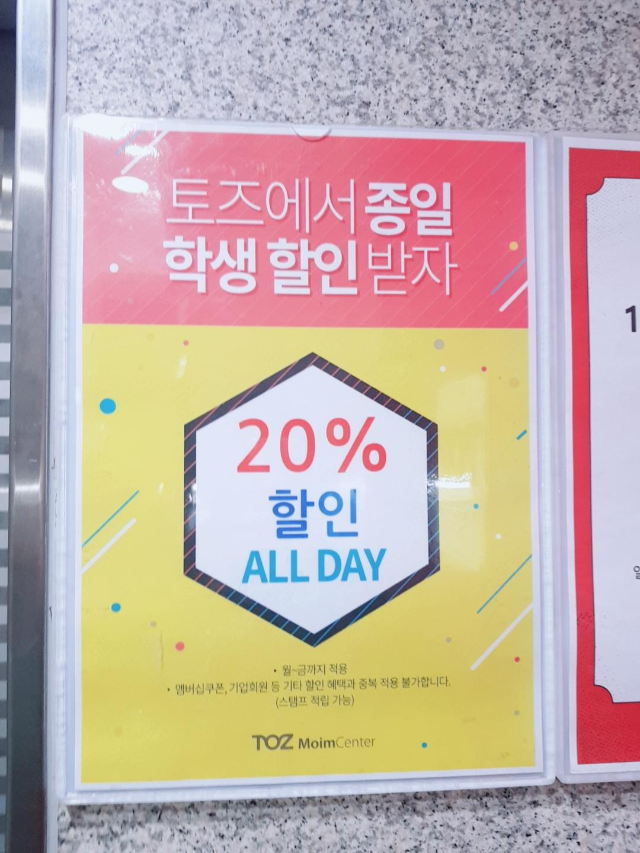 토즈에서 종일
학생 할인 받자
20%
할인
ALL DAY
• 월~금까지 적용
• 멤버십쿠폰, 기업회원 등 기타 할인 혜택과 중복 적용 불가합니다.
(스탬프 적립 가능)
TOZ MoimCenter
1